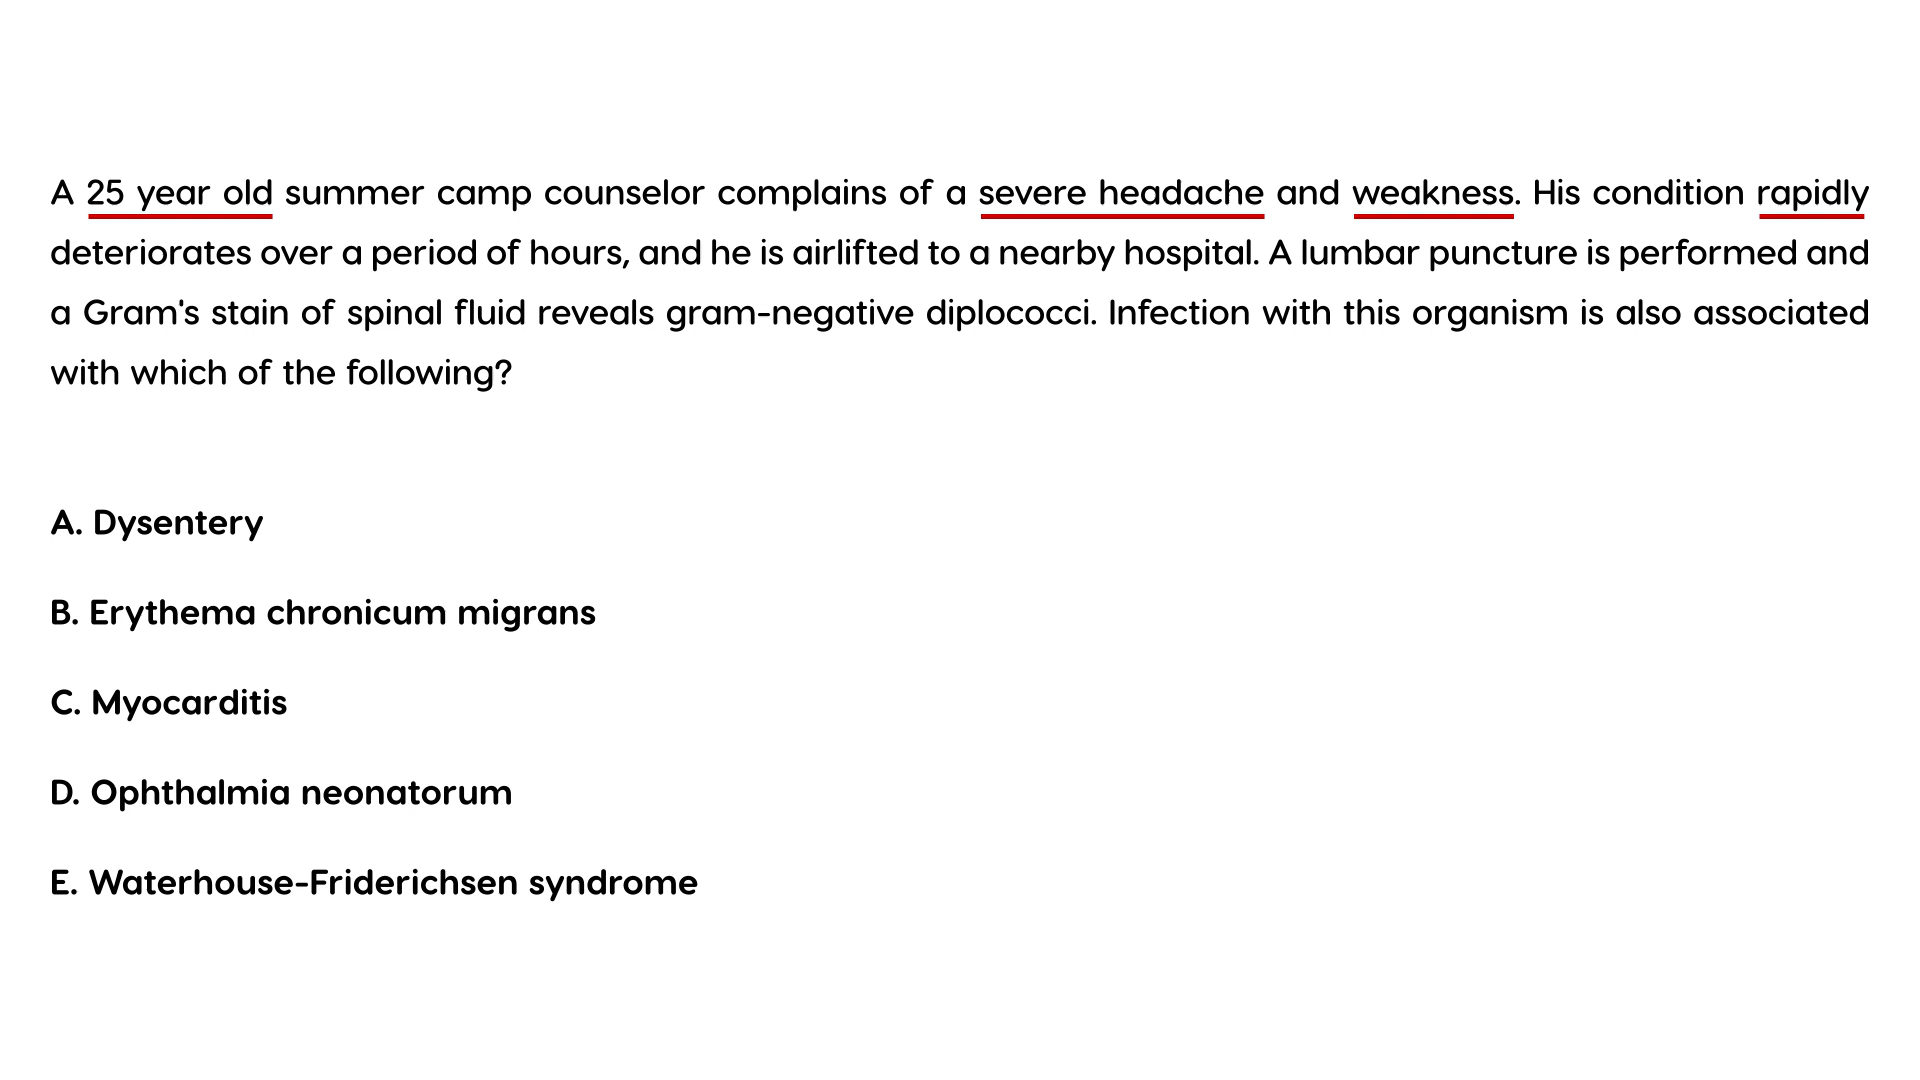 A 25 year old summer camp counselor complains of a severe headache and weakness. His condition rapidly
deteriorates over a period of hours, and he is airlifted to a nearby hospital. A lumbar puncture is performed and
a Gram's stain of spinal fluid reveals gram-negative diplococci. Infection with this organism is also associated
with which of the following?
A. Dysentery
B. Erythema chronicum migrans
C. Myocarditis
D. Ophthalmia neonatorum
E. Waterhouse-Friderichsen syndrome